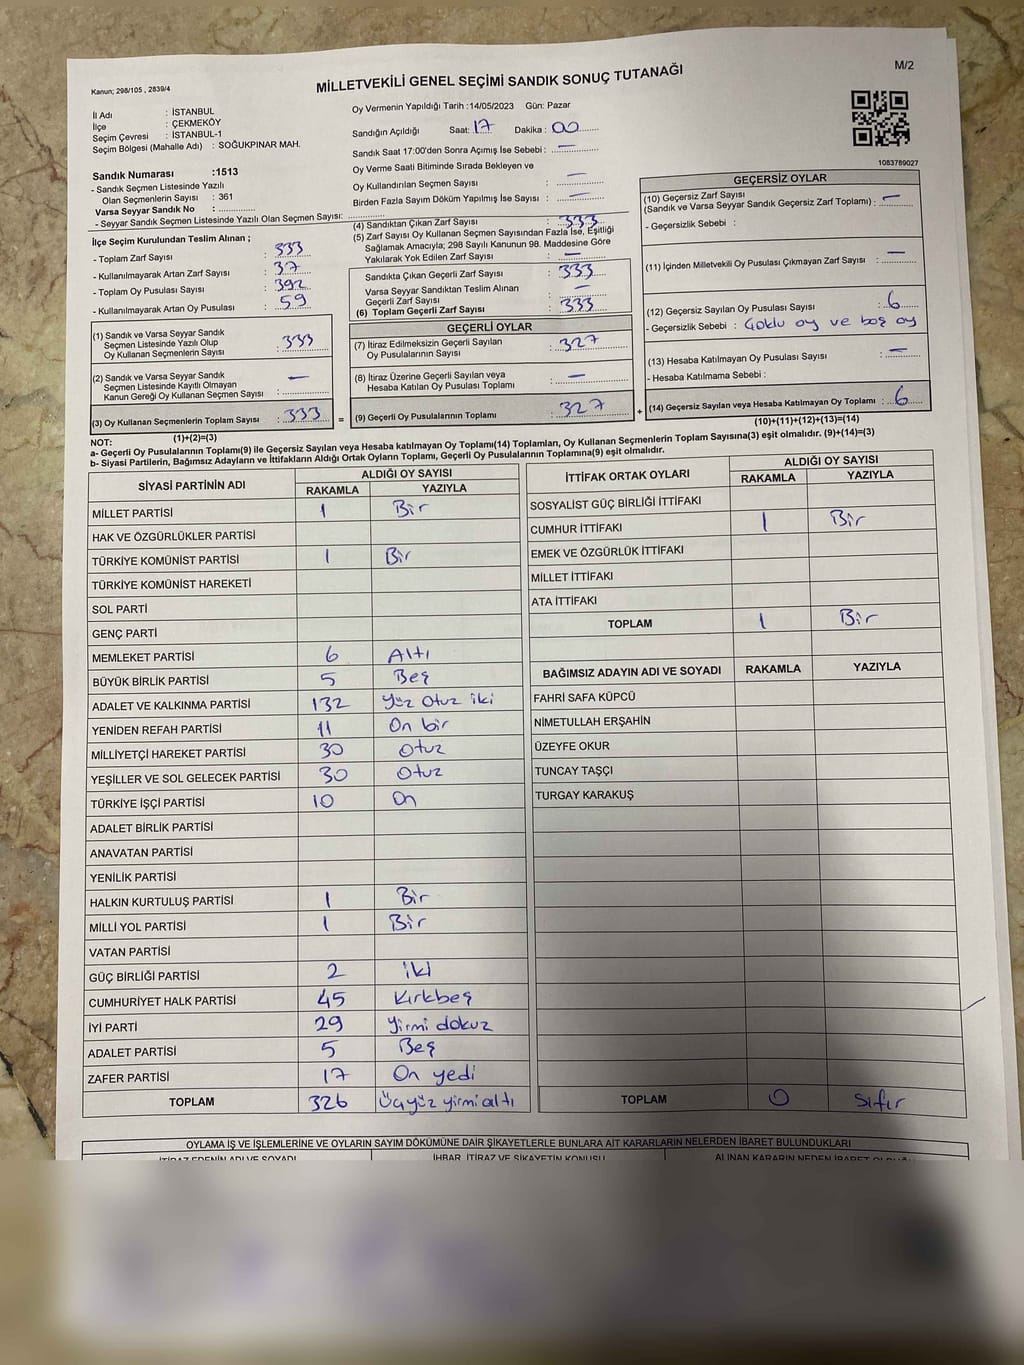 M/2
Kanun; 298/105 , 2839/4
MİLLETVEKİLİ GENEL SEÇİMİ SANDIK SONUÇ TUTANAĞI
İl Adı : İSTANBUL
İlçe : ÇEKMEKÖY
Seçim Çevresi : İSTANBUL-1
Seçim Bölgesi (Mahalle Adı) : SOĞUKPINAR MAH.
Sandık Numarası :1513
- Sandık Seçmen Listesinde Yazılı
Olan Seçmenlerin Sayısı : 361
Varsa Seyyar Sandık No :
- Seyyar Sandık Seçmen Listesinde Yazılı Olan Seçmen Sayısı:
Oy Vermenin Yapıldığı Tarih :14/05/2023 Gün: Pazar
Sandığın Açıldığı Saat: 17 Dakika : 00
Sandık Saat 17:00'den Sonra Açımış İse Sebebi : —
Oy Verme Saati Bitiminde Sırada Bekleyen ve
Oy Kullandırılan Seçmen Sayısı : —
Birden Fazla Sayım Döküm Yapılmış İse Sayısı : —
1083789027
İlçe Seçim Kurulundan Teslim Alınan ;
- Toplam Zarf Sayısı : 333
- Kullanılmayarak Artan Zarf Sayısı : 37
- Toplam Oy Pusulası Sayısı : 392
- Kullanılmayarak Artan Oy Pusulası : 59
(1) Sandık ve Varsa Seyyar Sandık
Seçmen Listesinde Yazılı Olup
Oy Kullanan Seçmenlerin Sayısı : 333
(2) Sandık ve Varsa Seyyar Sandık
Seçmen Listesinde Kayıtlı Olmayan
Kanun Gereği Oy Kullanan Seçmen Sayısı : —
(3) Oy Kullanan Seçmenlerin Toplam Sayısı : 333 =
(1)+(2)=(3)
(4) Sandıktan Çıkan Zarf Sayısı : 333
(5) Zarf Sayısı Oy Kullanan Seçmen Sayısından Fazla İse, Eşitliği
Sağlamak Amacıyla; 298 Sayılı Kanunun 98. Maddesine Göre
Yakılarak Yok Edilen Zarf Sayısı : —
Sandıkta Çıkan Geçerli Zarf Sayısı : 333
Varsa Seyyar Sandıktan Teslim Alınan
Geçerli Zarf Sayısı : —
(6) Toplam Geçerli Zarf Sayısı : 333
GEÇERLİ OYLAR
(7) İtiraz Edilmeksizin Geçerli Sayılan
Oy Pusulalarının Sayısı : 327
(8) İtiraz Üzerine Geçerli Sayılan veya
Hesaba Katılan Oy Pusulası Toplamı : —
(9) Geçerli Oy Pusulalarının Toplamı : 327 +
GEÇERSİZ OYLAR
(10) Geçersiz Zarf Sayısı
(Sandık ve Varsa Seyyar Sandık Geçersiz Zarf Toplamı) : —
- Geçersizlik Sebebi :
(11) İçinden Milletvekili Oy Pusulası Çıkmayan Zarf Sayısı : —
(12) Geçersiz Sayılan Oy Pusulası Sayısı : 6
- Geçersizlik Sebebi : Çoklu oy ve boş oy
(13) Hesaba Katılmayan Oy Pusulası Sayısı : —
- Hesaba Katılmama Sebebi :
(14) Geçersiz Sayılan veya Hesaba Katılmayan Oy Toplamı : 6
(10)+(11)+(12)+(13)=(14)
NOT:
a- Geçerli Oy Pusulalarının Toplamı(9) ile Geçersiz Sayılan veya Hesaba katılmayan Oy Toplamı(14) Toplamları, Oy Kullanan Seçmenlerin Toplam Sayısına(3) eşit olmalıdır. (9)+(14)=(3)
b- Siyasi Partilerin, Bağımsız Adayların ve İttifakların Aldığı Ortak Oyların Toplamı, Geçerli Oy Pusulalarının Toplamına(9) eşit olmalıdır.
SİYASİ PARTİNİN ADI ALDIĞI OY SAYISI
RAKAMLA YAZIYLA
MİLLET PARTİSİ 1 Bir
HAK VE ÖZGÜRLÜKLER PARTİSİ
TÜRKİYE KOMÜNİST PARTİSİ 1 Bir
TÜRKİYE KOMÜNİST HAREKETİ
SOL PARTİ
GENÇ PARTİ
MEMLEKET PARTİSİ 6 Altı
BÜYÜK BİRLİK PARTİSİ 5 Beş
ADALET VE KALKINMA PARTİSİ 132 Yüz Otuz iki
YENİDEN REFAH PARTİSİ 11 On bir
MİLLİYETÇİ HAREKET PARTİSİ 30 Otuz
YEŞİLLER VE SOL GELECEK PARTİSİ 30 Otuz
TÜRKİYE İŞÇİ PARTİSİ 10 On
ADALET BİRLİK PARTİSİ
ANAVATAN PARTİSİ
YENİLİK PARTİSİ
HALKIN KURTULUŞ PARTİSİ 1 Bir
MİLLİ YOL PARTİSİ 1 Bir
VATAN PARTİSİ
GÜÇ BİRLİĞİ PARTİSİ 2 iki
CUMHURİYET HALK PARTİSİ 45 Kırkbeş
İYİ PARTİ 29 Yirmi dokuz
ADALET PARTİSİ 5 Beş
ZAFER PARTİSİ 17 On yedi
TOPLAM 326 Üçyüz yirmi altı
İTTİFAK ORTAK OYLARI ALDIĞI OY SAYISI
RAKAMLA YAZIYLA
SOSYALİST GÜÇ BİRLİĞİ İTTİFAKI
CUMHUR İTTİFAKI 1 Bir
EMEK VE ÖZGÜRLÜK İTTİFAKI
MİLLET İTTİFAKI
ATA İTTİFAKI
TOPLAM 1 Bir
BAĞIMSIZ ADAYIN ADI VE SOYADI RAKAMLA YAZIYLA
FAHRİ SAFA KÜPCÜ
NİMETULLAH ERŞAHİN
ÜZEYFE OKUR
TUNCAY TAŞÇI
TURGAY KARAKUŞ
TOPLAM 0 Sıfır
OYLAMA İŞ VE İŞLEMLERİNE VE OYLARIN SAYIM DÖKÜMÜNE DAİR ŞİKAYETLERLE BUNLARA AİT KARARLARIN NELERDEN İBARET BULUNDUKLARI
İTİRAZ EDENİN ADI VE SOYADI İHBAR, İTİRAZ VE ŞİKAYETİN KONUSU ALINAN KARARIN NEDEN İBARET OLDUĞU